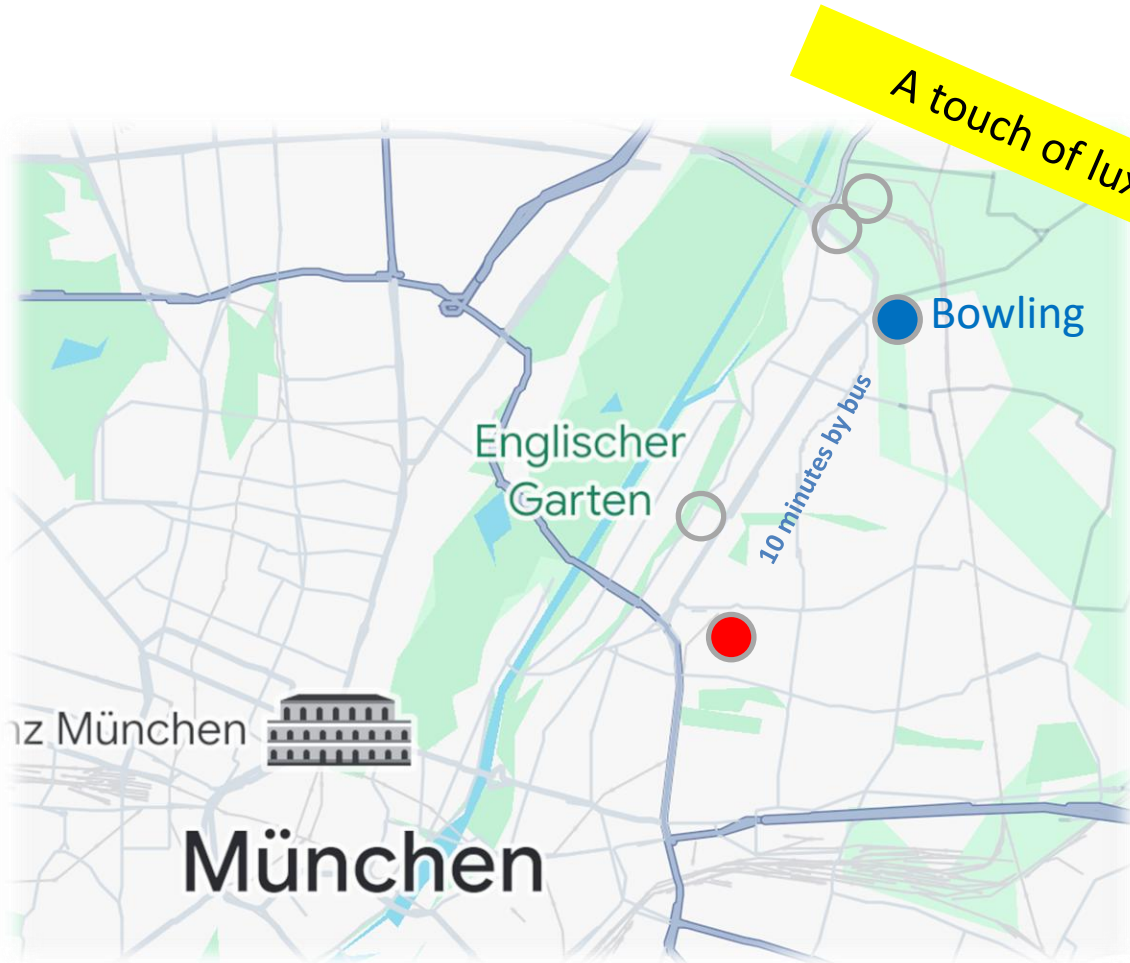 A touch of lux
Bowling
10 minutes by bus
Englischer
Garten
nz München
München